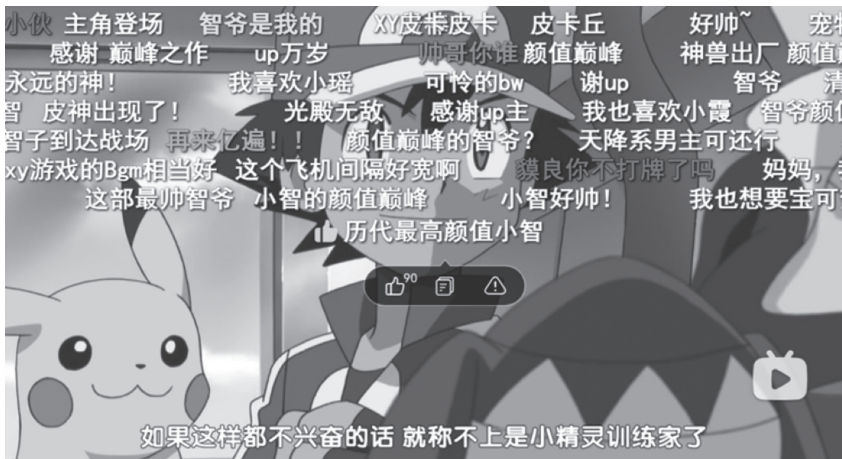 小伙 主角登场 智爷是我的 XY皮卡皮卡 皮卡丘 好帅~ 宠
感谢 巅峰之作 up万岁 帅哥你谁 颜值巅峰 神兽出厂 颜值
永远的神！ 我喜欢小瑶 可怜的bw 谢up 智爷 清
智 皮神出现了！ 光殿无敌 感谢up主 我也喜欢小霞 智爷颜值
智子到达战场 再来亿遍！！ 颜值巅峰的智爷？ 天降系男主可还行
xy游戏的Bgm相当好 这个飞机间隔好宽啊 獏良你不打牌了吗 妈妈，
这部最帅智爷 小智的颜值巅峰 小智好帅！ 我也想要宝可
历代最高颜值小智
90
如果这样都不兴奋的话 就称不上是小精灵训练家了